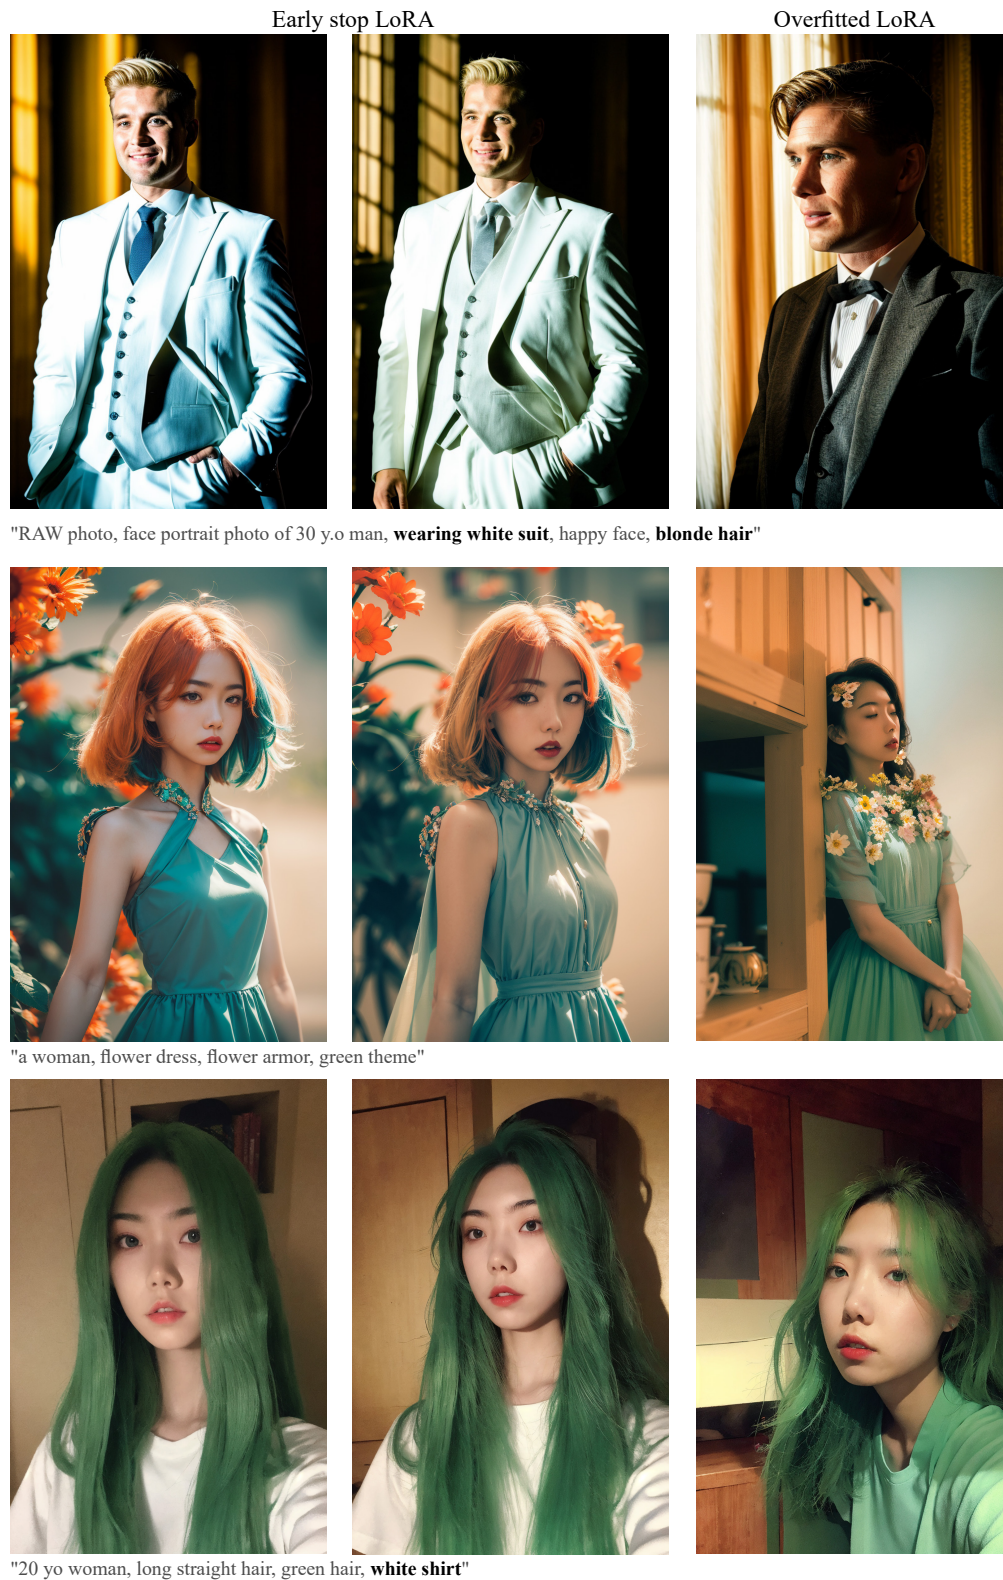 Early stop LoRA
Overfitted LoRA
"RAW photo, face portrait photo of 30 y.o man, wearing white suit, happy face, blonde hair"
"a woman, flower dress, flower armor, green theme"
"20 yo woman, long straight hair, green hair, white shirt"